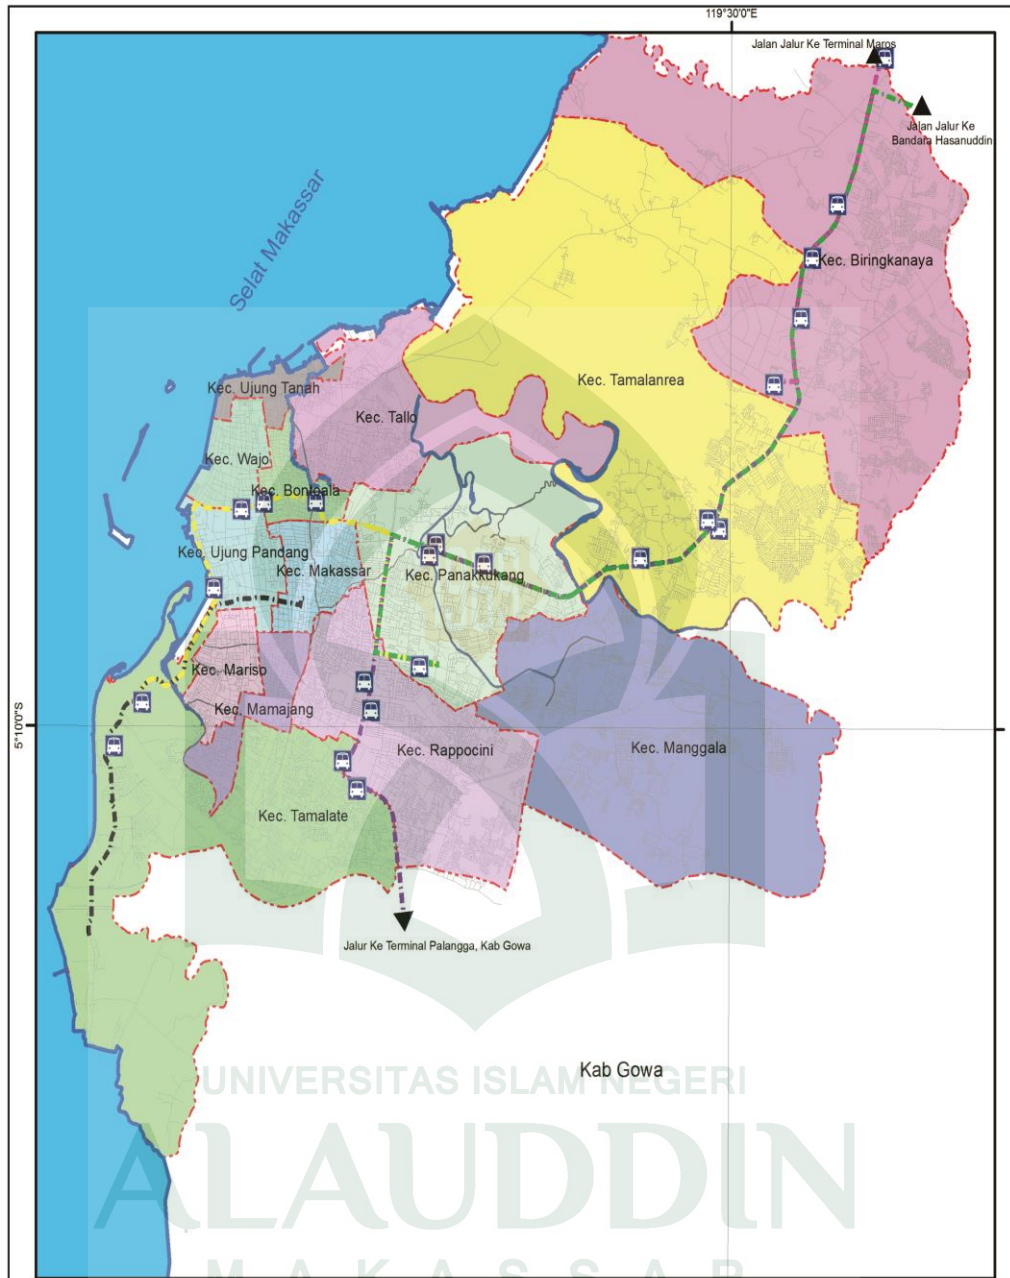 119°30'0"E
Jalan Jalur Ke Terminal Maros
Jalan Jalur Ke
Bandara Hasanuddin
Selat Makassar
Kec. Biringkanaya
Kec. Tamalanrea
Kec. Ujung Tanah
Kec. Tallo
Kec. Wajo
Kec. Bontoala
Kec. Ujung Pandang
Kec. Makassar
Kec. Panakkukang
Kec. Mariso
Kec. Mamajang
5°10'0"S
Kec. Rappocini
Kec. Manggala
Kec. Tamalate
Jalur Ke Terminal Palangga, Kab Gowa
Kab Gowa
UNIVERSITAS ISLAM NEGERI
ALAUDDIN
MAKASSAR